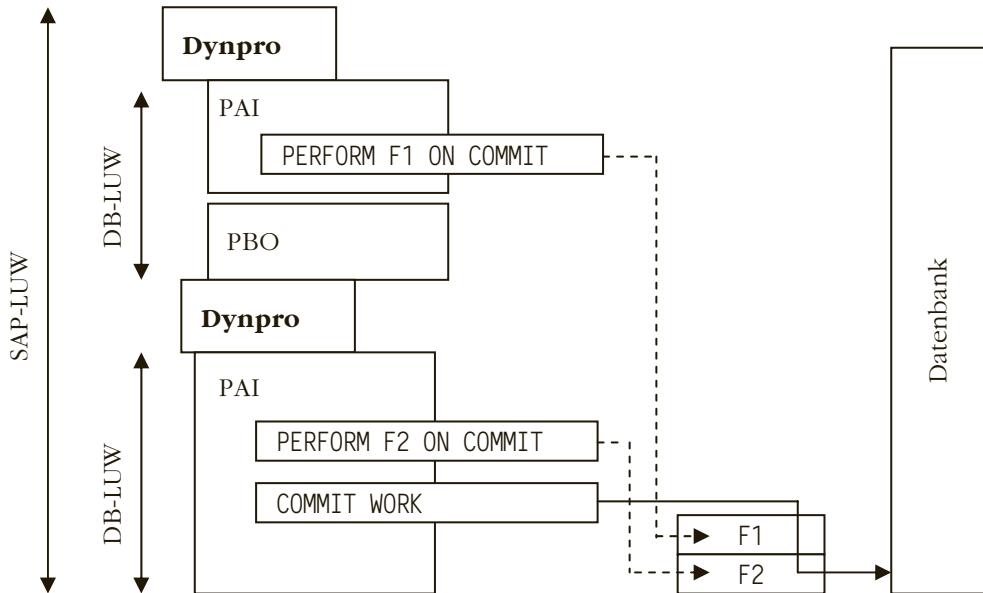 Dynpro
PAI
PERFORM F1 ON COMMIT
DB-LUW
PBO
SAP-LUW
Dynpro
Datenbank
PAI
PERFORM F2 ON COMMIT
DB-LUW
COMMIT WORK
F1
F2